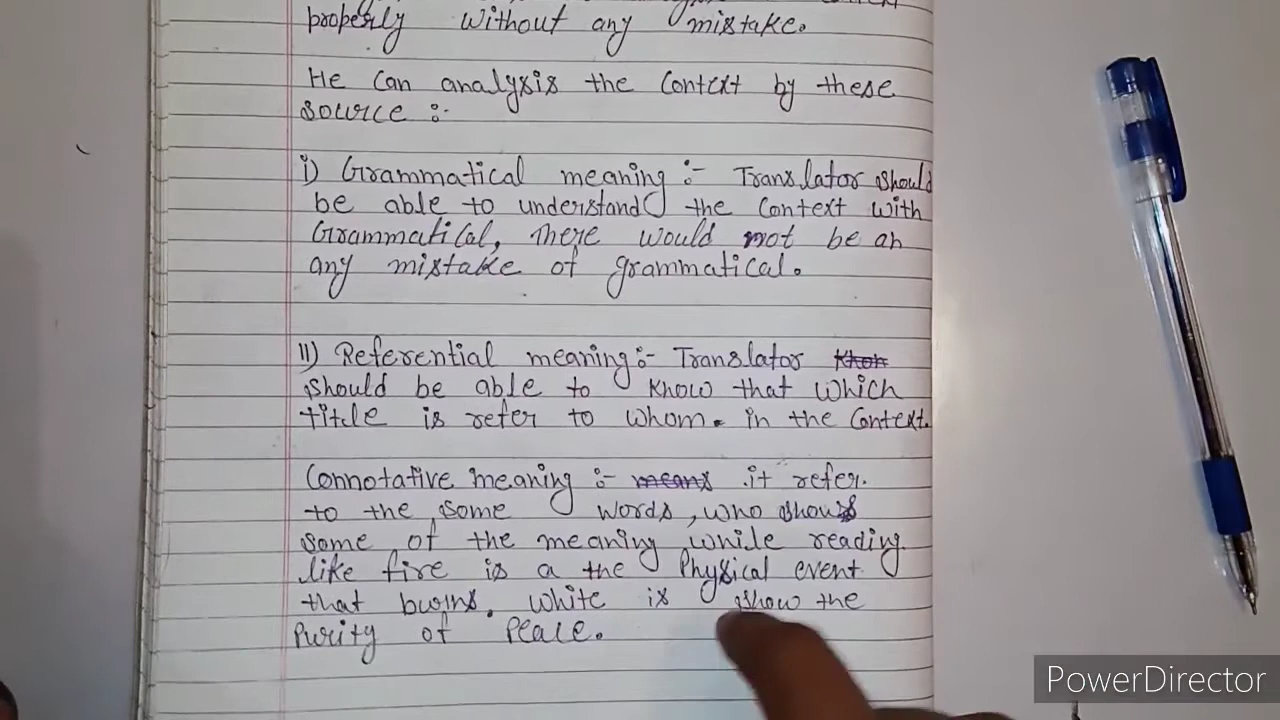 properly without any mistake.
He Can analysis the Context by these
source :-
i) Grammatical meaning :- Translator should
be able to understand the Context with
Grammatical, There would not be an
any mistake of grammatical.
II) Referential meaning :- Translator
should be able to know that which
title is refer to whom. in the Context.
Connotative meaning :- means it refer
to the some words, who shows
some of the meaning while reading.
like fire is a the Physical event
that burns. White is show the
Purity of Peace.
PowerDirector